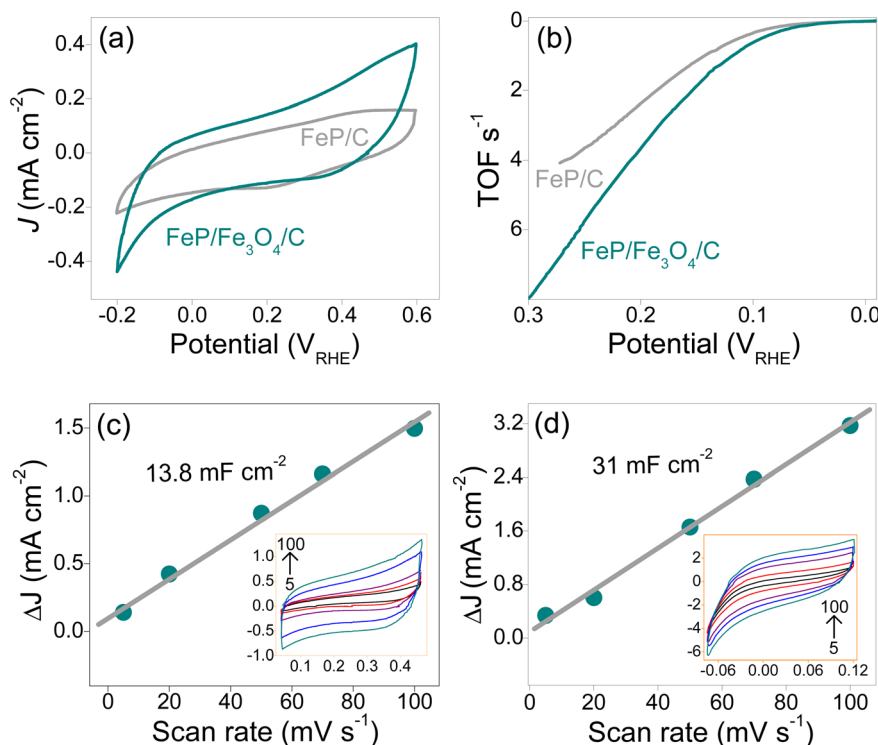 (a)
0.4
0.2
0.0
-0.2
-0.4
J (mA cm⁻²)
FeP/C
FeP/Fe₃O₄/C
-0.2 0.0 0.2 0.4 0.6
Potential (V_RHE)
(b)
0
2
4
6
TOF s⁻¹
FeP/C
FeP/Fe₃O₄/C
0.3 0.2 0.1 0.0
Potential (V_RHE)
(c)
1.5
1.0
0.5
0.0
ΔJ (mA cm⁻²)
13.8 mF cm⁻²
100
5
1.0
0.5
0.0
-0.5
-1.0
0.1 0.2 0.3 0.4
0 20 40 60 80 100
Scan rate (mV s⁻¹)
(d)
3.2
2.4
1.6
0.8
0.0
ΔJ (mA cm⁻²)
31 mF cm⁻²
2
0
-2
-4
-6
100
5
-0.06 0.00 0.06 0.12
0 20 40 60 80 100
Scan rate (mV s⁻¹)